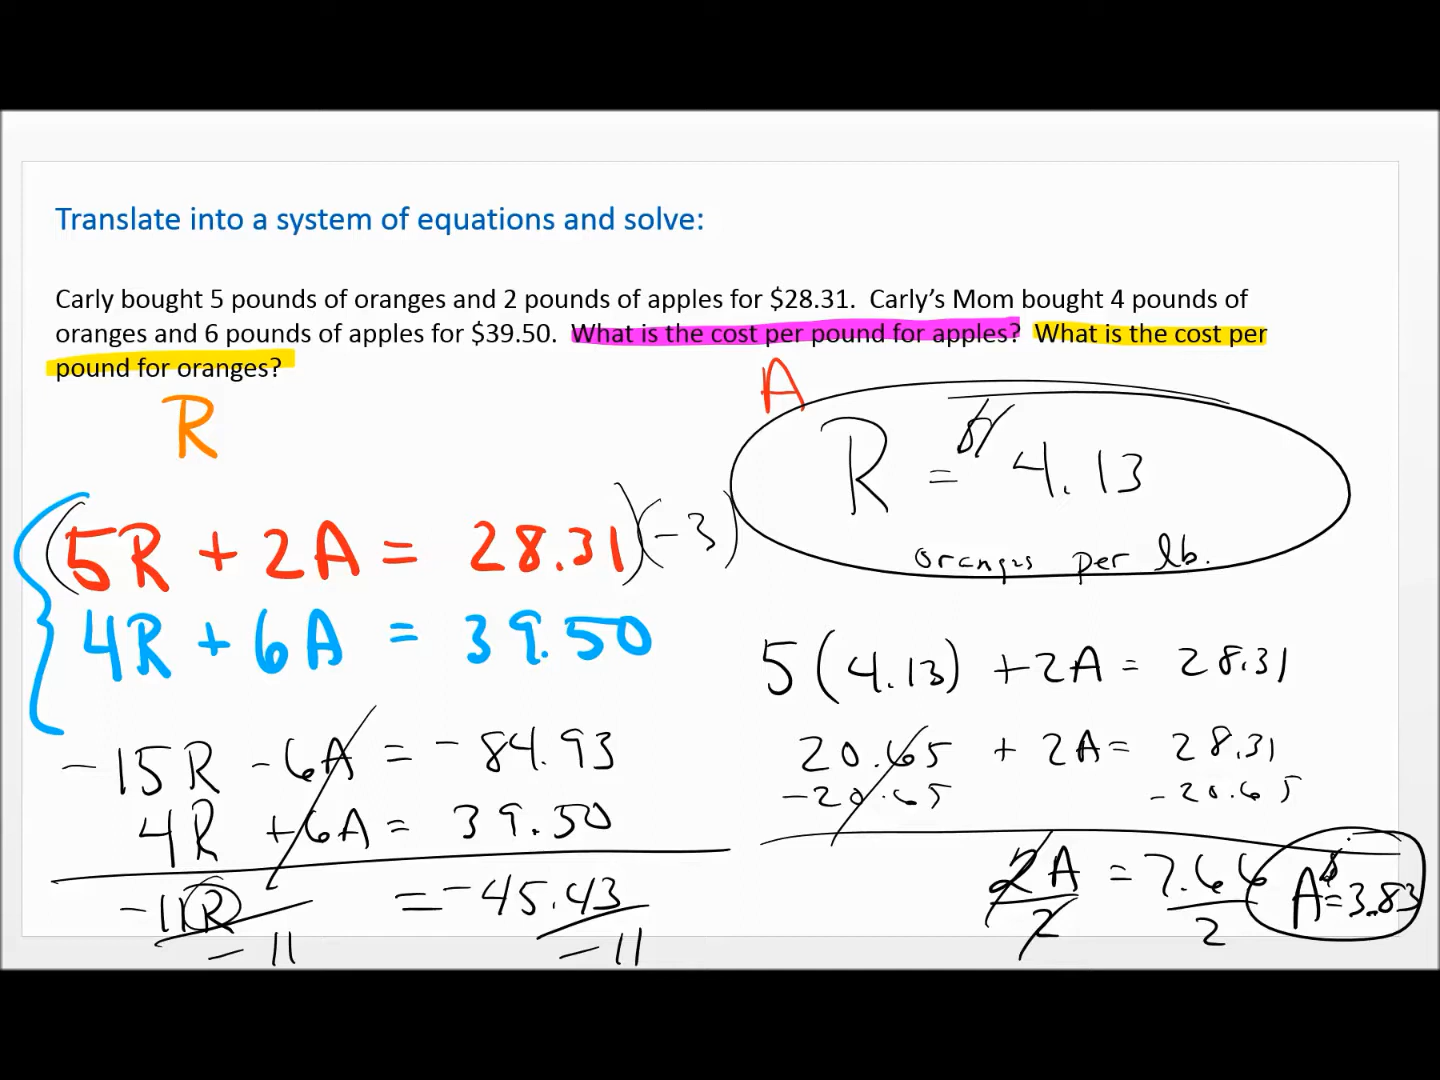 Translate into a system of equations and solve:
Carly bought 5 pounds of oranges and 2 pounds of apples for $28.31. Carly's Mom bought 4 pounds of
oranges and 6 pounds of apples for $39.50. What is the cost per pound for apples? What is the cost per
pound for oranges?
A
R
R = $ 4.13
oranges per lb.
(5R + 2A = 28.31)(-3)
4R + 6A = 39.50
-15R - 6A = -84.93
4R + 6A = 39.50
-11R = -45.43
-11 -11
5(4.13) + 2A = 28.31
20.65 + 2A = 28.31
-20.65 -20.65
2A = 7.66
2 2
A = $3.83